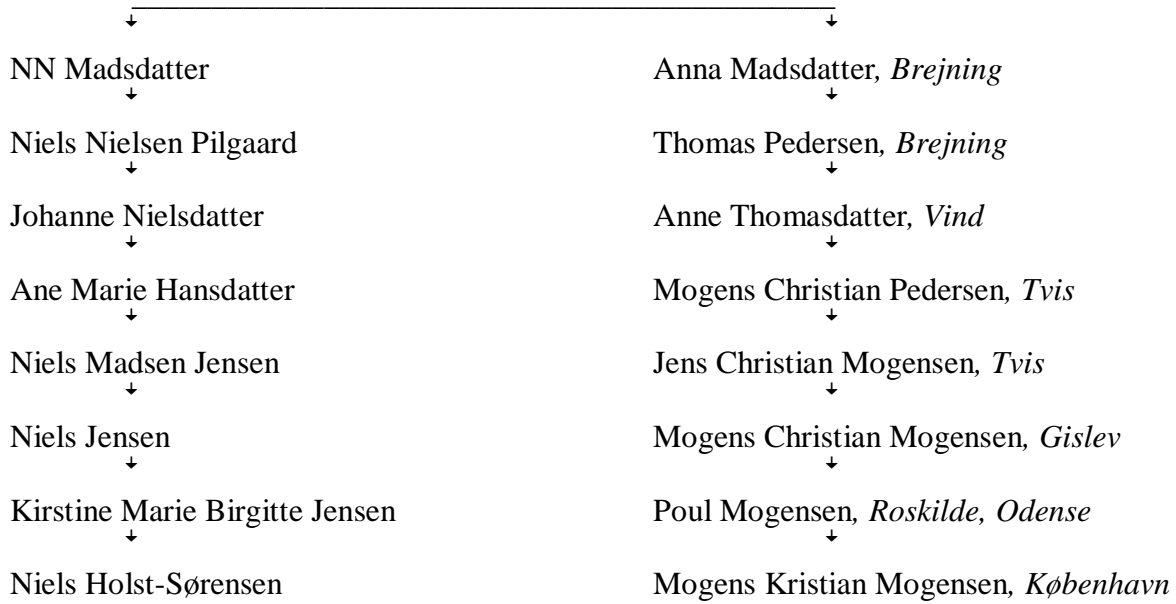 NN Madsdatter Anna Madsdatter, Brejning
Niels Nielsen Pilgaard Thomas Pedersen, Brejning
Johanne Nielsdatter Anne Thomasdatter, Vind
Ane Marie Hansdatter Mogens Christian Pedersen, Tvis
Niels Madsen Jensen Jens Christian Mogensen, Tvis
Niels Jensen Mogens Christian Mogensen, Gislev
Kirstine Marie Birgitte Jensen Poul Mogensen, Roskilde, Odense
Niels Holst-Sørensen Mogens Kristian Mogensen, København